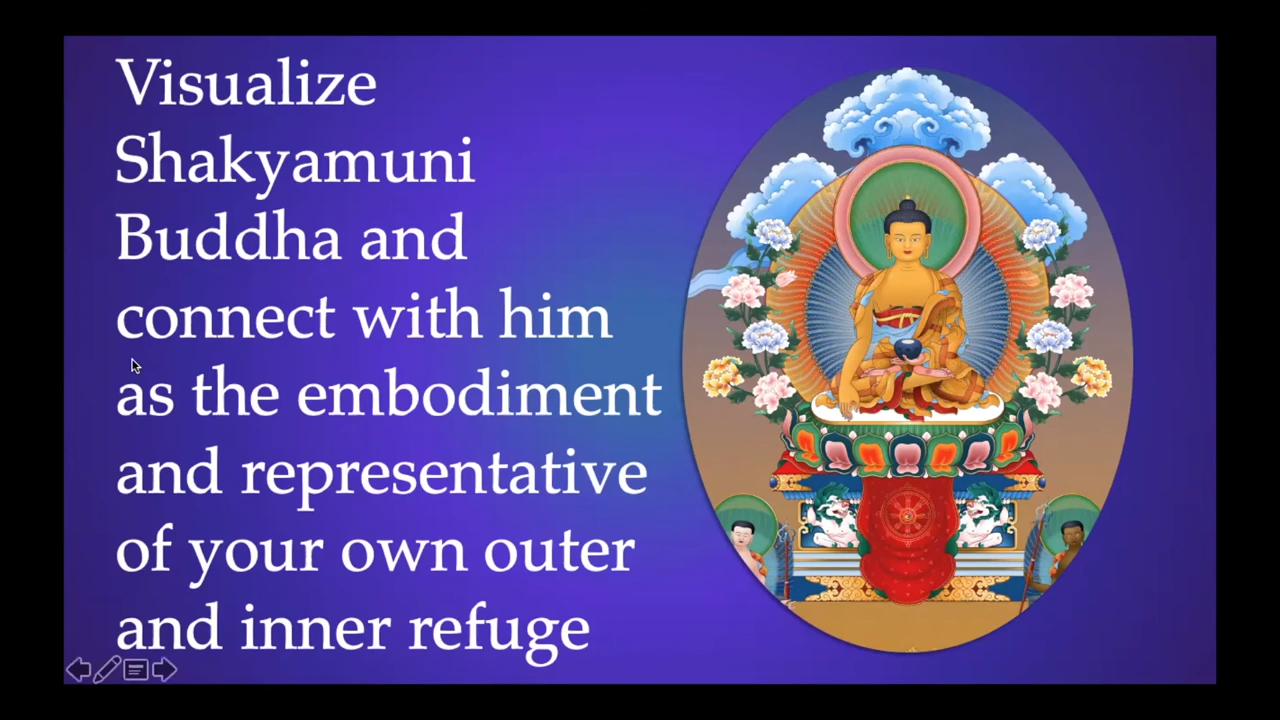 Visualize
Shakyamuni
Buddha and
connect with him
as the embodiment
and representative
of your own outer
and inner refuge